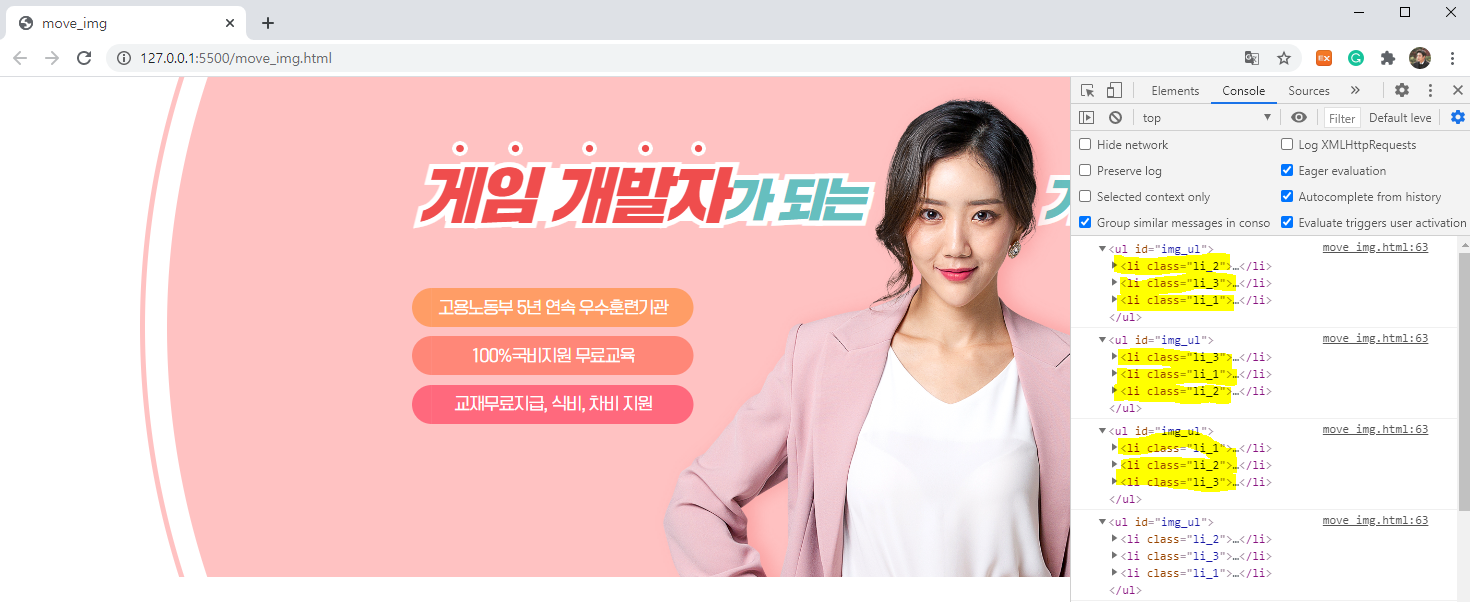 move_img
127.0.0.1:5500/move_img.html
Elements Console Sources
top Filter Default leve
Hide network Log XMLHttpRequests
Preserve log Eager evaluation
Selected context only Autocomplete from history
Group similar messages in conso Evaluate triggers user activation
게임 개발자가 되는
고용노동부 5년 연속 우수훈련기관
100%국비지원 무료교육
교재무료지급, 식비, 차비 지원
<ul id="img_ul"> move_img.html:63
<li class="li_2">…</li>
<li class="li_3">…</li>
<li class="li_1">…</li>
</ul>
<ul id="img_ul"> move_img.html:63
<li class="li_3">…</li>
<li class="li_1">…</li>
<li class="li_2">…</li>
</ul>
<ul id="img_ul"> move_img.html:63
<li class="li_1">…</li>
<li class="li_2">…</li>
<li class="li_3">…</li>
</ul>
<ul id="img_ul"> move_img.html:63
<li class="li_2">…</li>
<li class="li_3">…</li>
<li class="li_1">…</li>
</ul>